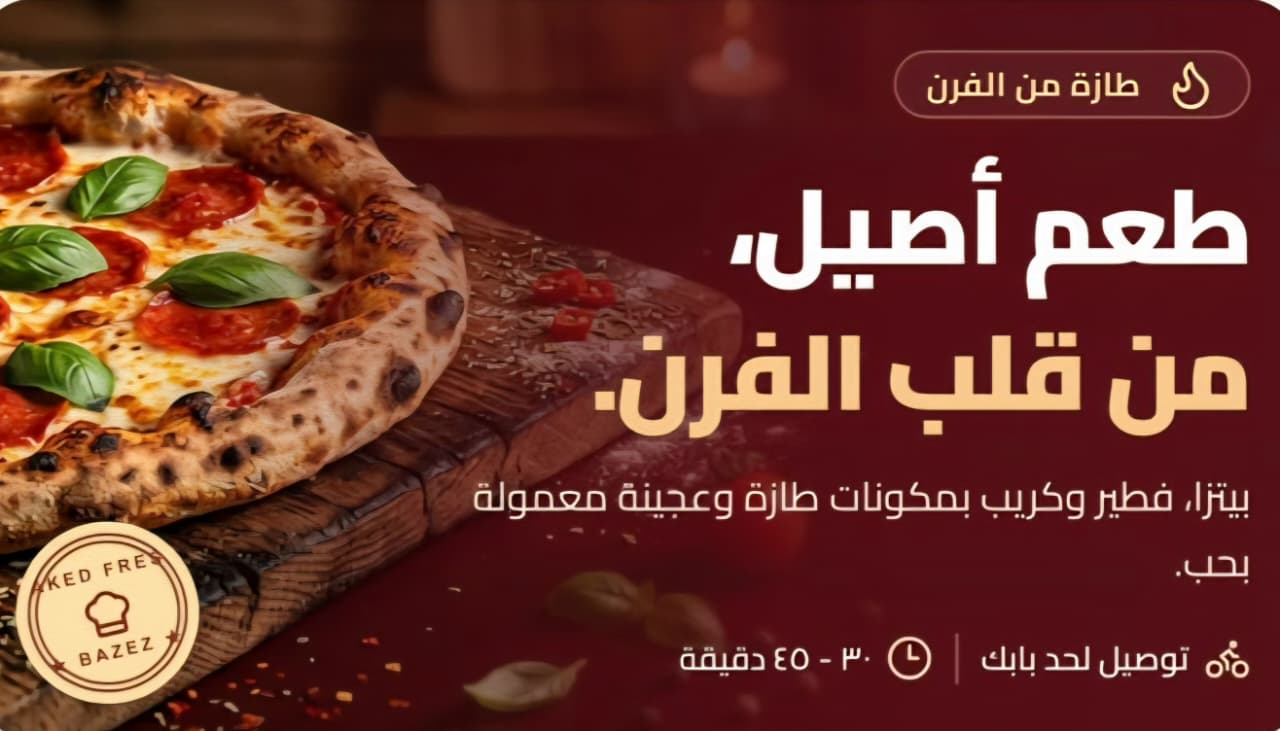 طازة من الفرن
طعم أصيل،
من قلب الفرن.
بيتزا، فطير وكريب بمكونات طازة وعجينة معمولة
بحب.
توصيل لحد بابك
٣٠ - ٤٥ دقيقة
KED FRE
BAZEZ